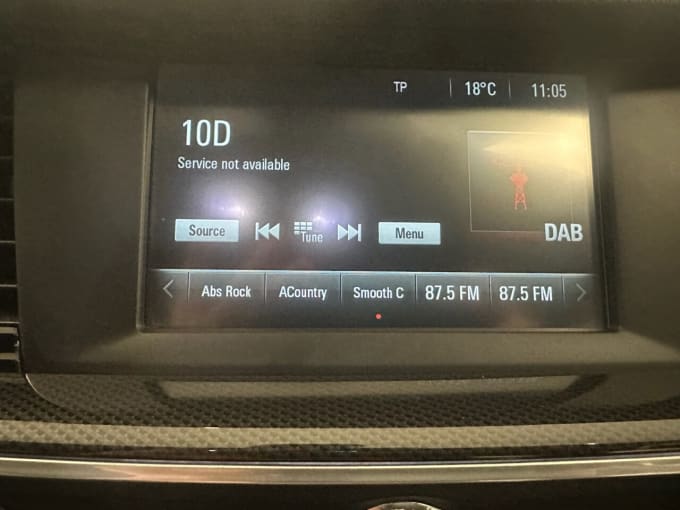 TP 18°C 11:05
10D
Service not available
DAB
Source Tune Menu
Abs Rock ACountry Smooth C 87.5 FM 87.5 FM